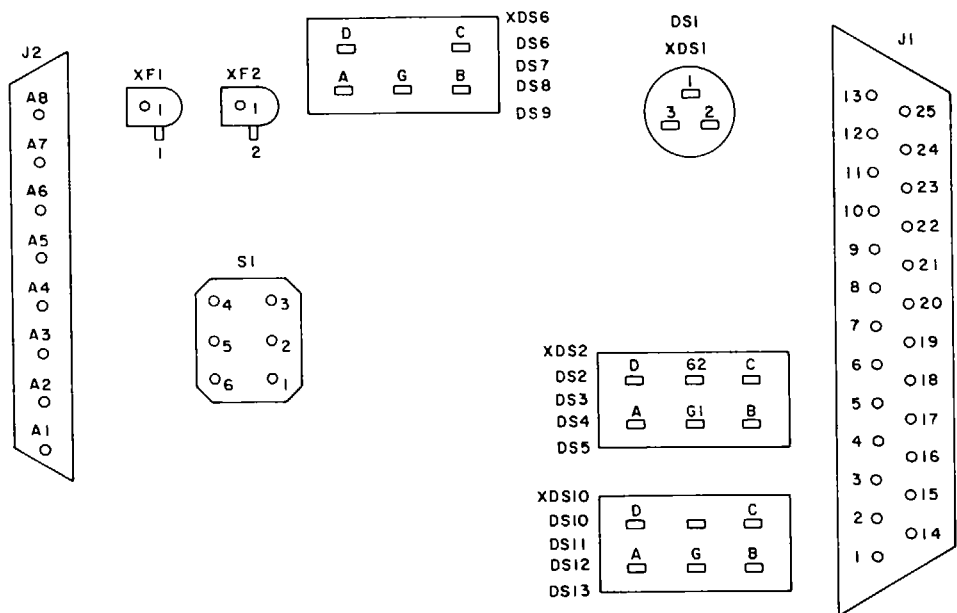 J2
A8
A7
A6
A5
A4
A3
A2
A1
XF1
1
1
XF2
1
2
XDS6
DS6
DS7
DS8
DS9
D C
A G B
DS1
XDS1
1
3 2
S1
4 3
5 2
6 1
XDS2
DS2
DS3
DS4
DS5
D G2 C
A G1 B
XDS10
DS10
DS11
DS12
DS13
D C
A G B
J1
13
25
12
24
11
23
10
22
9
21
8
20
7
19
6
18
5
17
4
16
3
15
2
14
1